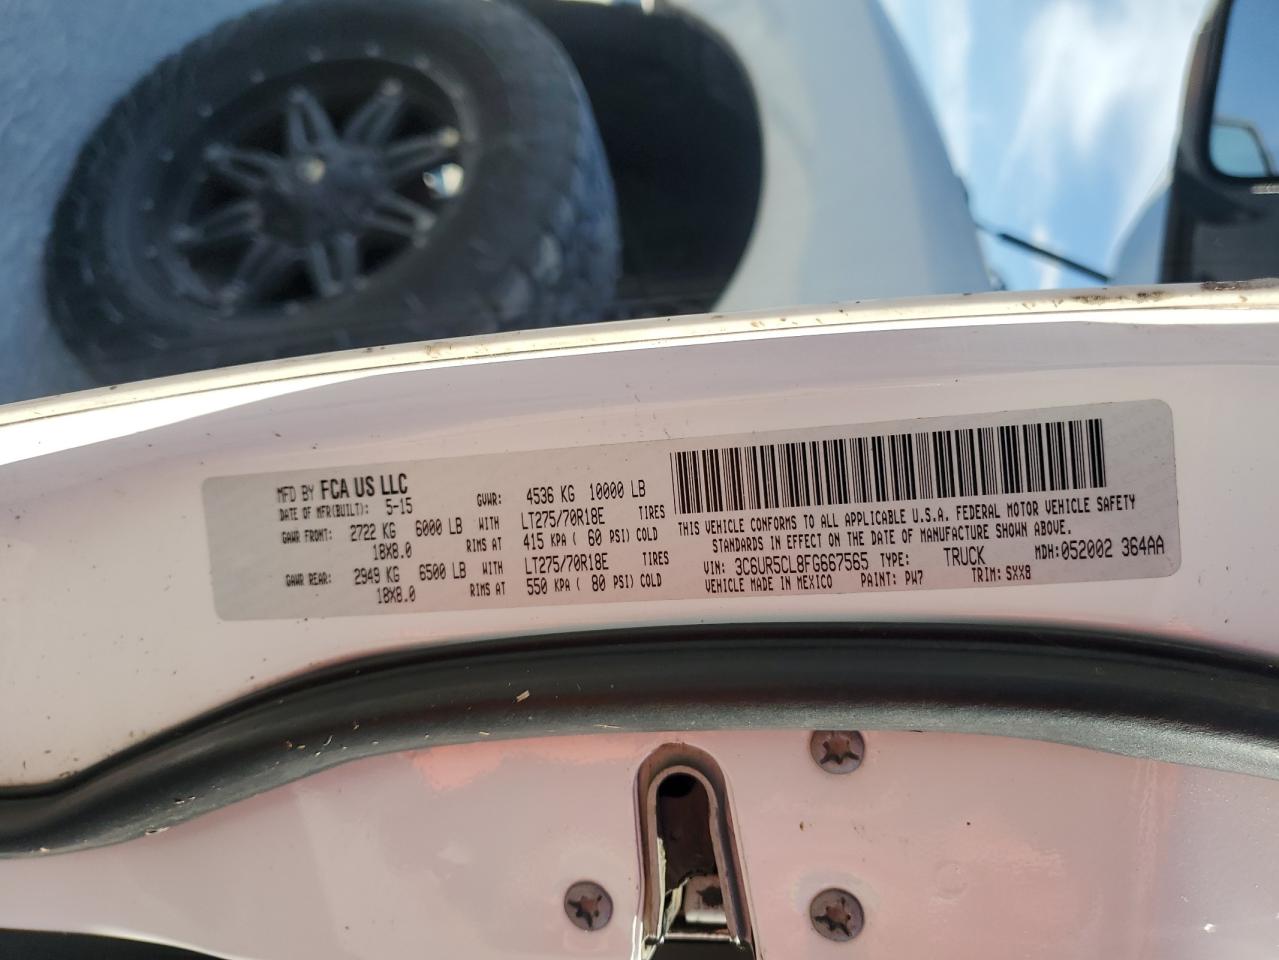 MFD BY FCA US LLC
DATE OF MFR(BUILT): 5-15 GVWR: 4536 KG 10000 LB
GAWR FRONT: 2722 KG 6000 LB WITH LT275/70R18E TIRES
18X8.0 RIMS AT 415 KPA ( 60 PSI) COLD
GAWR REAR: 2949 KG 6500 LB WITH LT275/70R18E TIRES
18X8.0 RIMS AT 550 KPA ( 80 PSI) COLD
THIS VEHICLE CONFORMS TO ALL APPLICABLE U.S.A. FEDERAL MOTOR VEHICLE SAFETY
STANDARDS IN EFFECT ON THE DATE OF MANUFACTURE SHOWN ABOVE.
VIN: 3C6UR5CL8FG667565 TYPE: TRUCK MDH:052002 364AA
VEHICLE MADE IN MEXICO PAINT: PW7 TRIM: SXX8